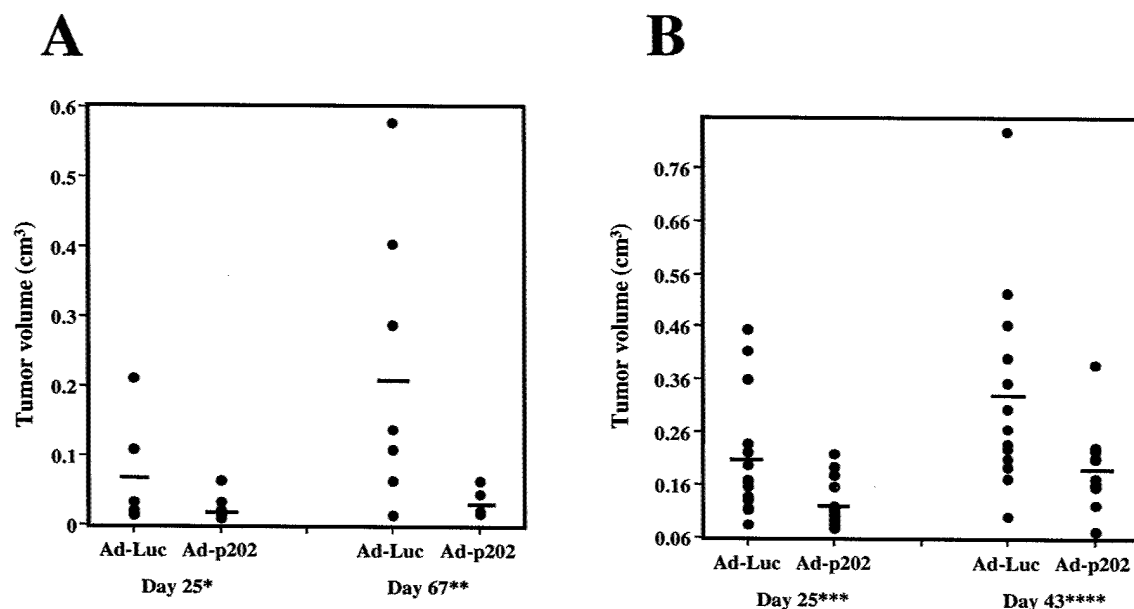 A
B
Tumor volume (cm³)
0.6
0.5
0.4
0.3
0.2
0.1
0
Ad-Luc Ad-p202 Ad-Luc Ad-p202
Day 25* Day 67**
Tumor volume (cm³)
0.76
0.66
0.56
0.46
0.36
0.26
0.16
0.06
Ad-Luc Ad-p202 Ad-Luc Ad-p202
Day 25*** Day 43****